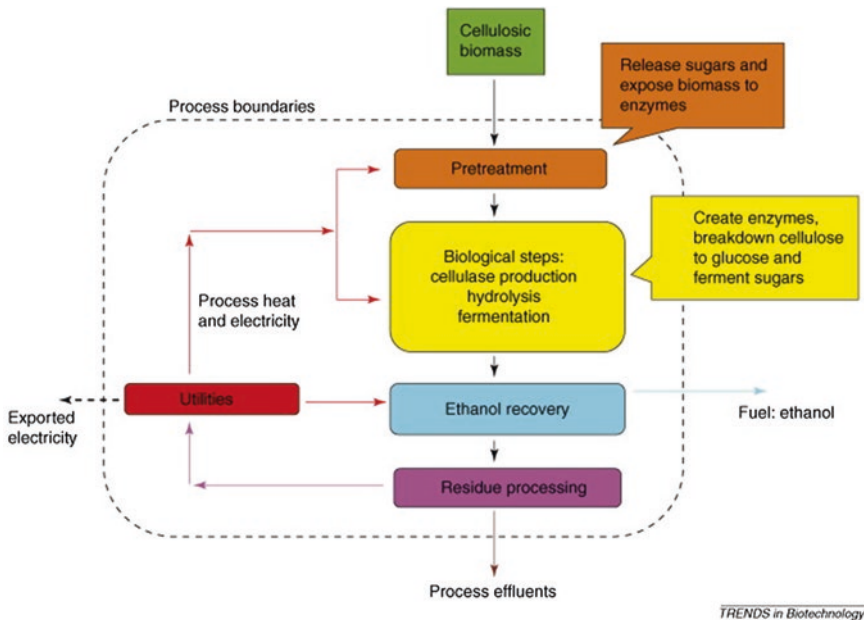 Cellulosic
biomass
Release sugars and
expose biomass to
enzymes
Process boundaries
Pretreatment
Create enzymes,
breakdown cellulose
to glucose and
ferment sugars
Biological steps:
cellulase production
hydrolysis
fermentation
Process heat
and electricity
Utilities
Ethanol recovery
Exported
electricity
Fuel: ethanol
Residue processing
Process effluents
TRENDS in Biotechnology